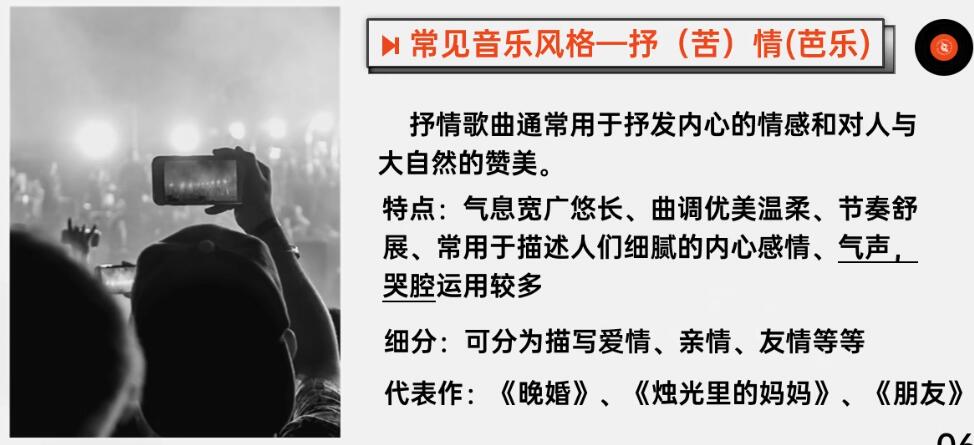 常见音乐风格—抒（苦）情(芭乐)
抒情歌曲通常用于抒发内心的情感和对人与
大自然的赞美。
特点：气息宽广悠长、曲调优美温柔、节奏舒
展、常用于描述人们细腻的内心感情、气声，
哭腔运用较多
细分：可分为描写爱情、亲情、友情等等
代表作：《晚婚》、《烛光里的妈妈》、《朋友》